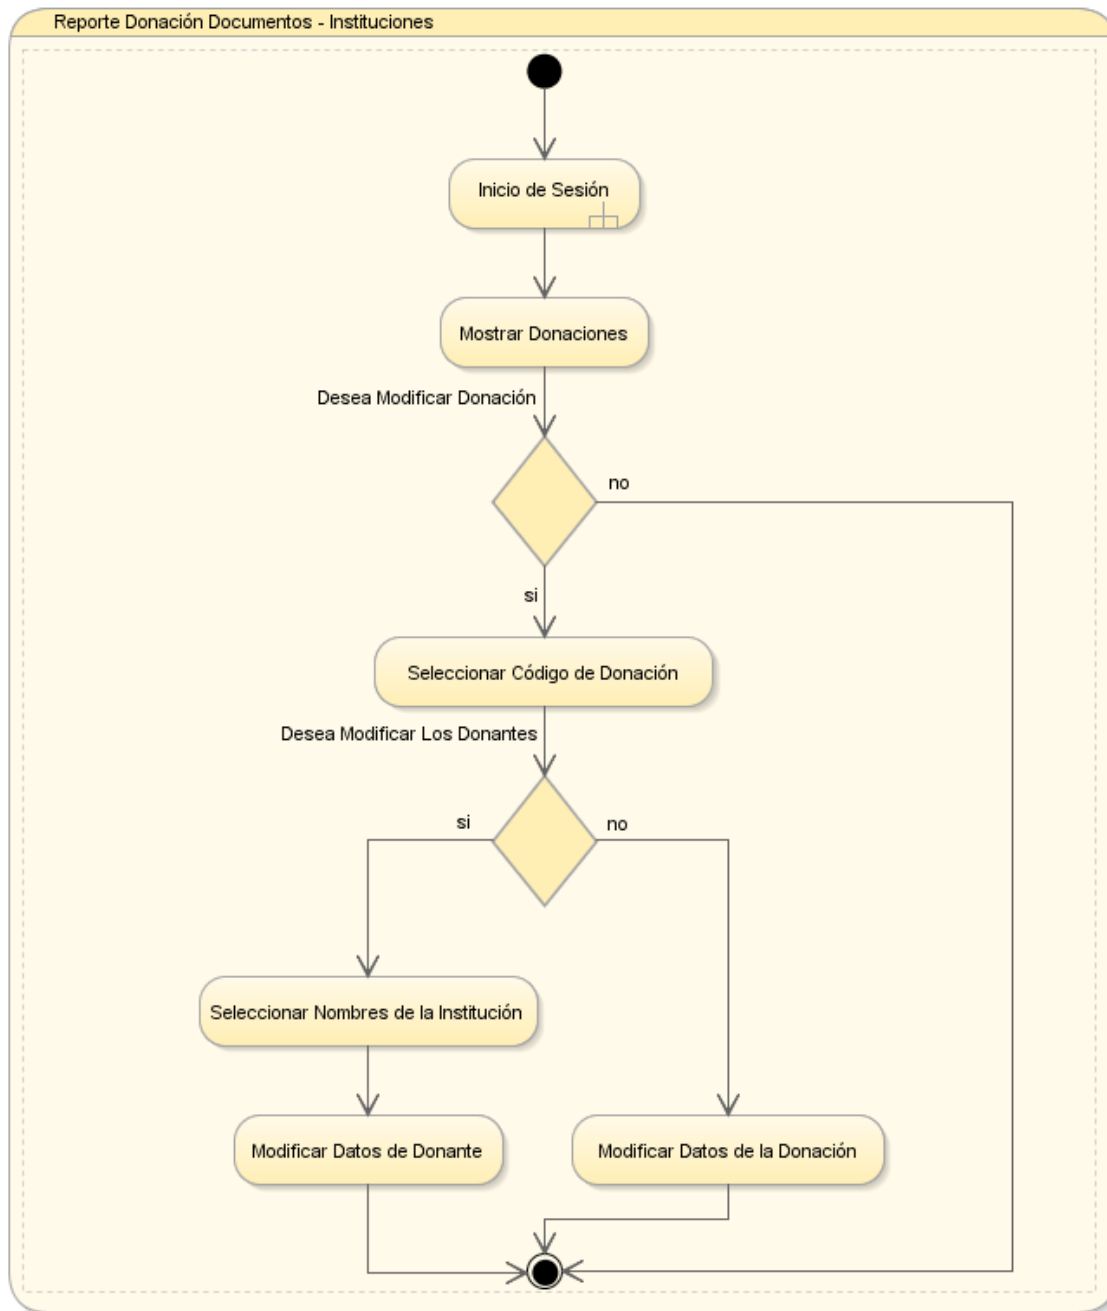 Reporte Donación Documentos - Instituciones
Inicio de Sesión
Mostrar Donaciones
Desea Modificar Donación
no
si
Seleccionar Código de Donación
Desea Modificar Los Donantes
si
no
Seleccionar Nombres de la Institución
Modificar Datos de Donante
Modificar Datos de la Donación